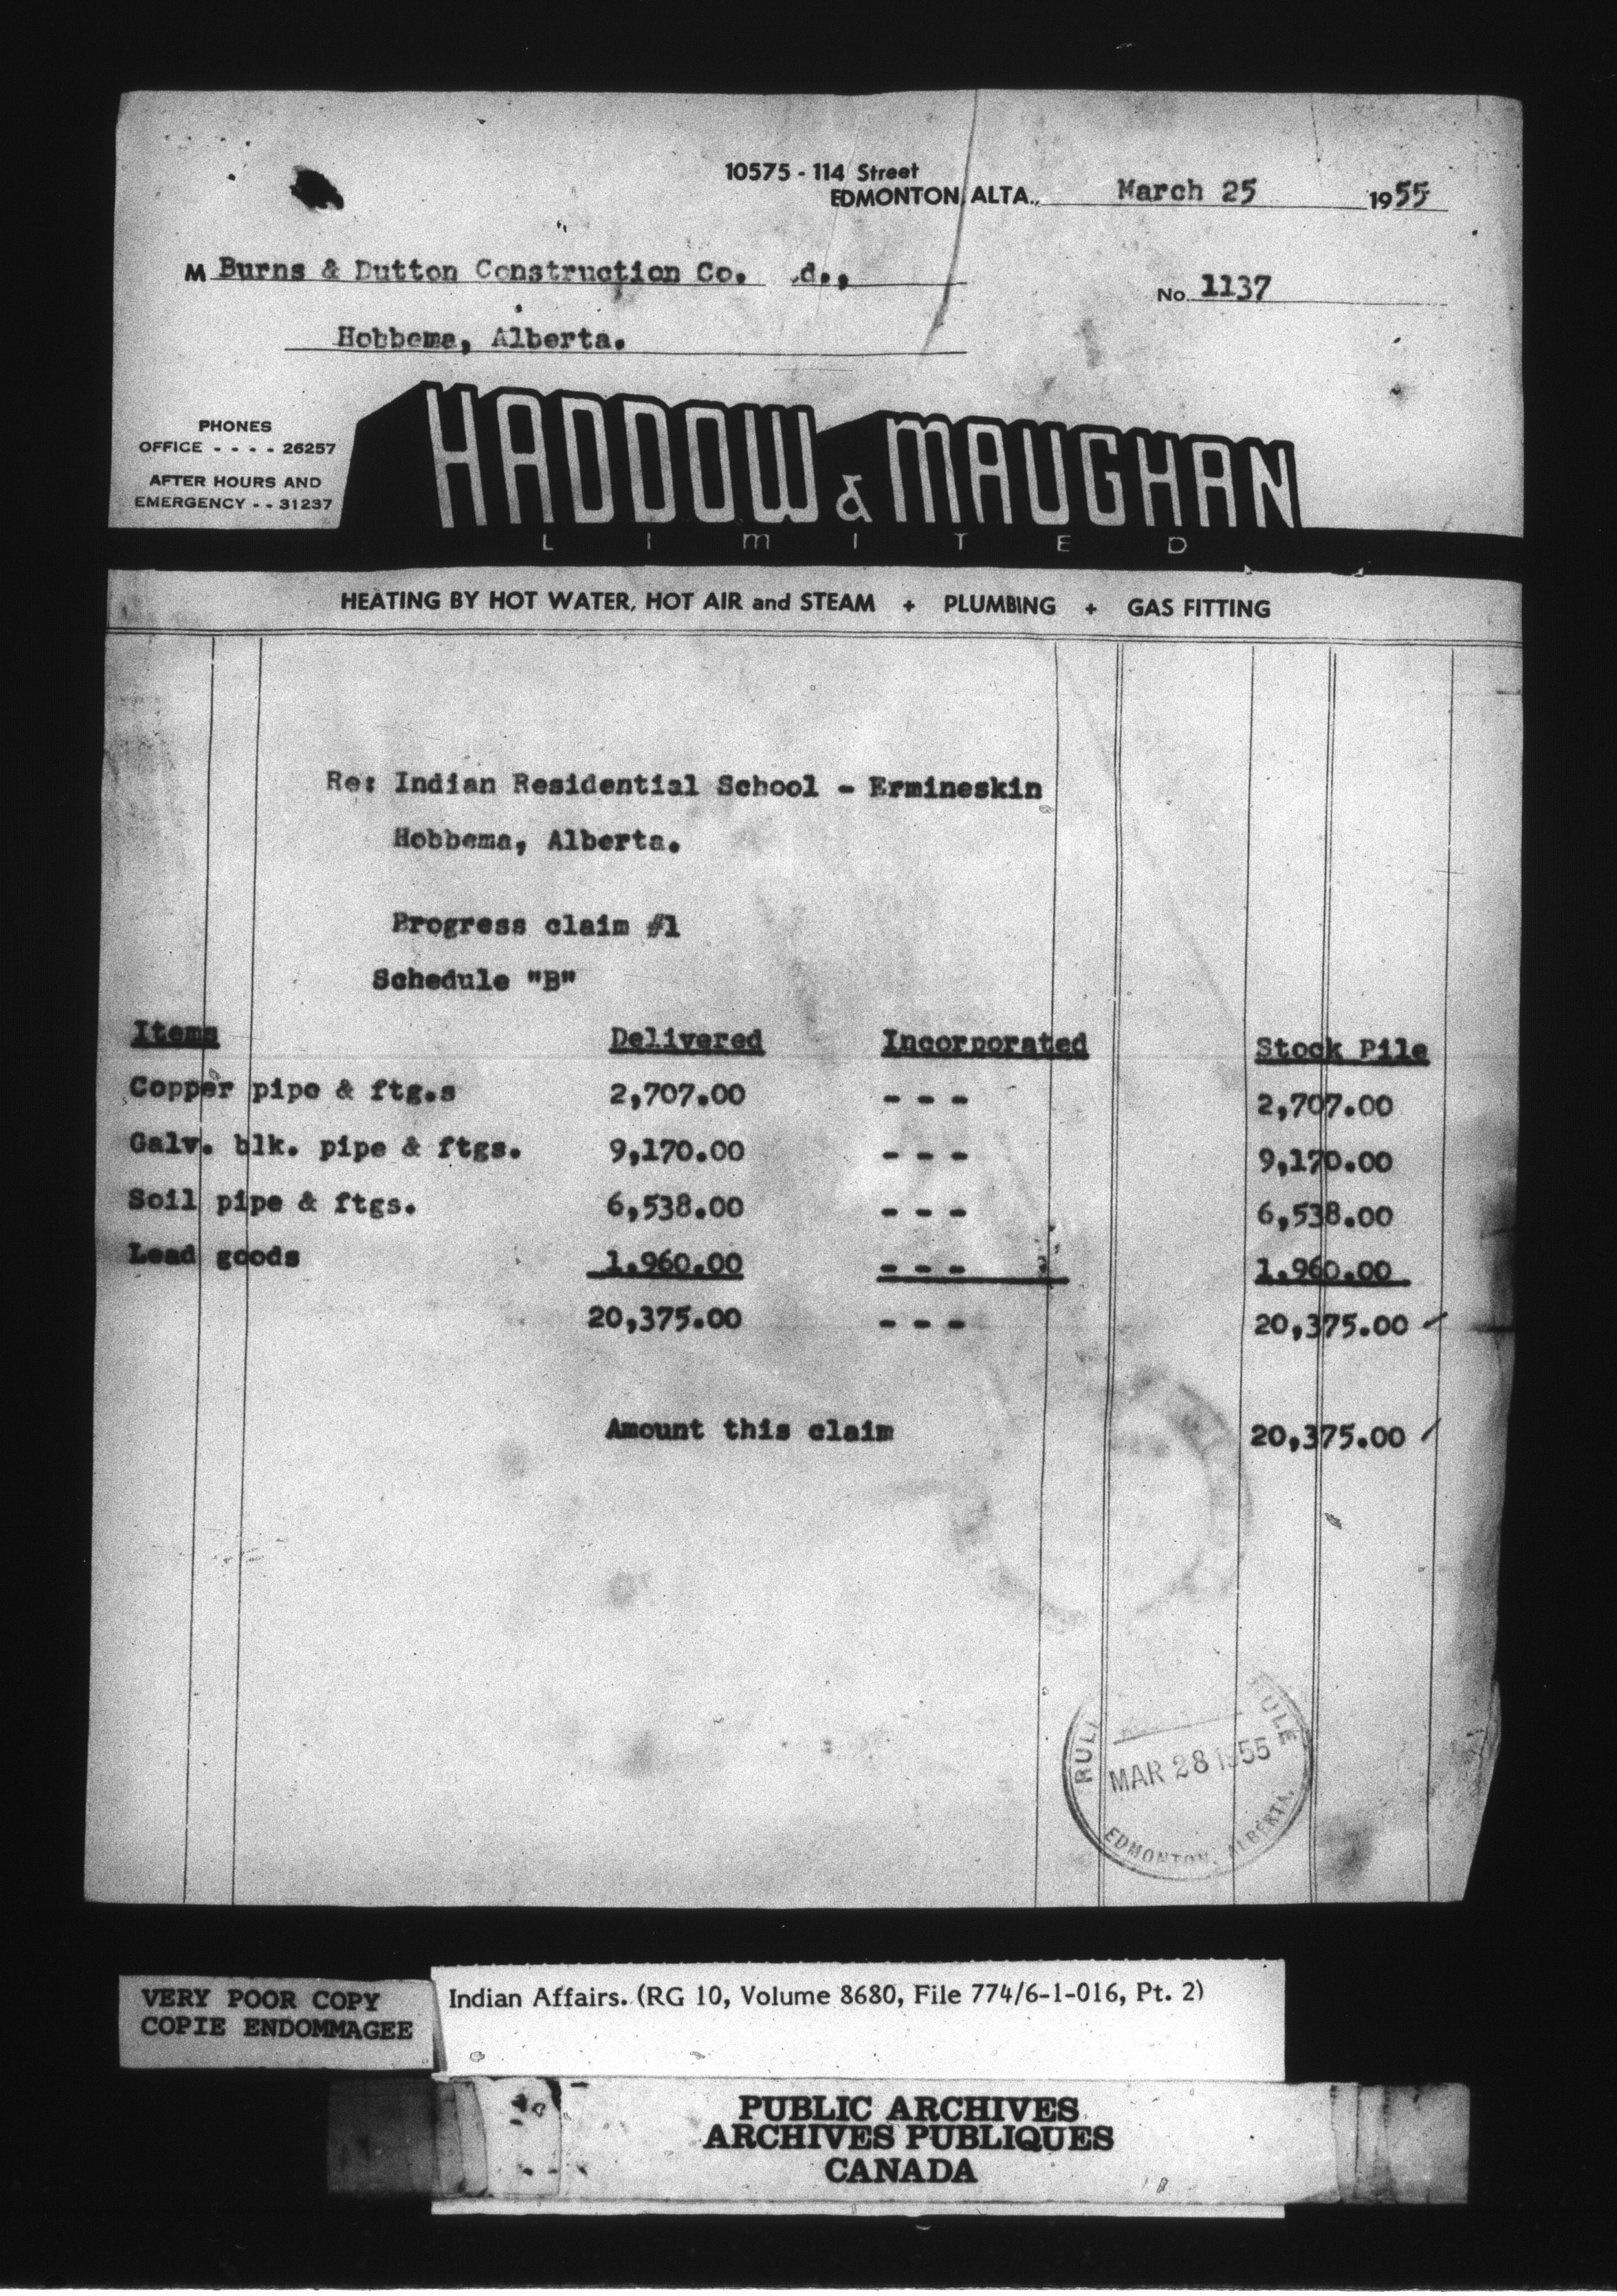 10575 - 114 Street
EDMONTON, ALTA., March 25 1955
M Burns & Dutton Construction Co. d.,
No. 1137
Hobbema, Alberta.
PHONES
OFFICE - - - - 26257
AFTER HOURS AND
EMERGENCY - - 31237
HADDOW & MAUGHAN
LIMITED
HEATING BY HOT WATER, HOT AIR and STEAM + PLUMBING + GAS FITTING
Re: Indian Residential School - Ermineskin
Hobbema, Alberta.
Progress claim #1
Schedule "B"
Items Delivered Incorporated Stock Pile
Copper pipe & ftg.s 2,707.00 - - - 2,707.00
Galv. blk. pipe & ftgs. 9,170.00 - - - 9,170.00
Soil pipe & ftgs. 6,538.00 - - - 6,538.00
Lead goods 1,960.00 - - - 1,960.00
20,375.00 - - - 20,375.00
Amount this claim 20,375.00
MAR 28 1955
EDMONTON, ALBERTA.
VERY POOR COPY
COPIE ENDOMMAGEE
Indian Affairs. (RG 10, Volume 8680, File 774/6-1-016, Pt. 2)
PUBLIC ARCHIVES
ARCHIVES PUBLIQUES
CANADA